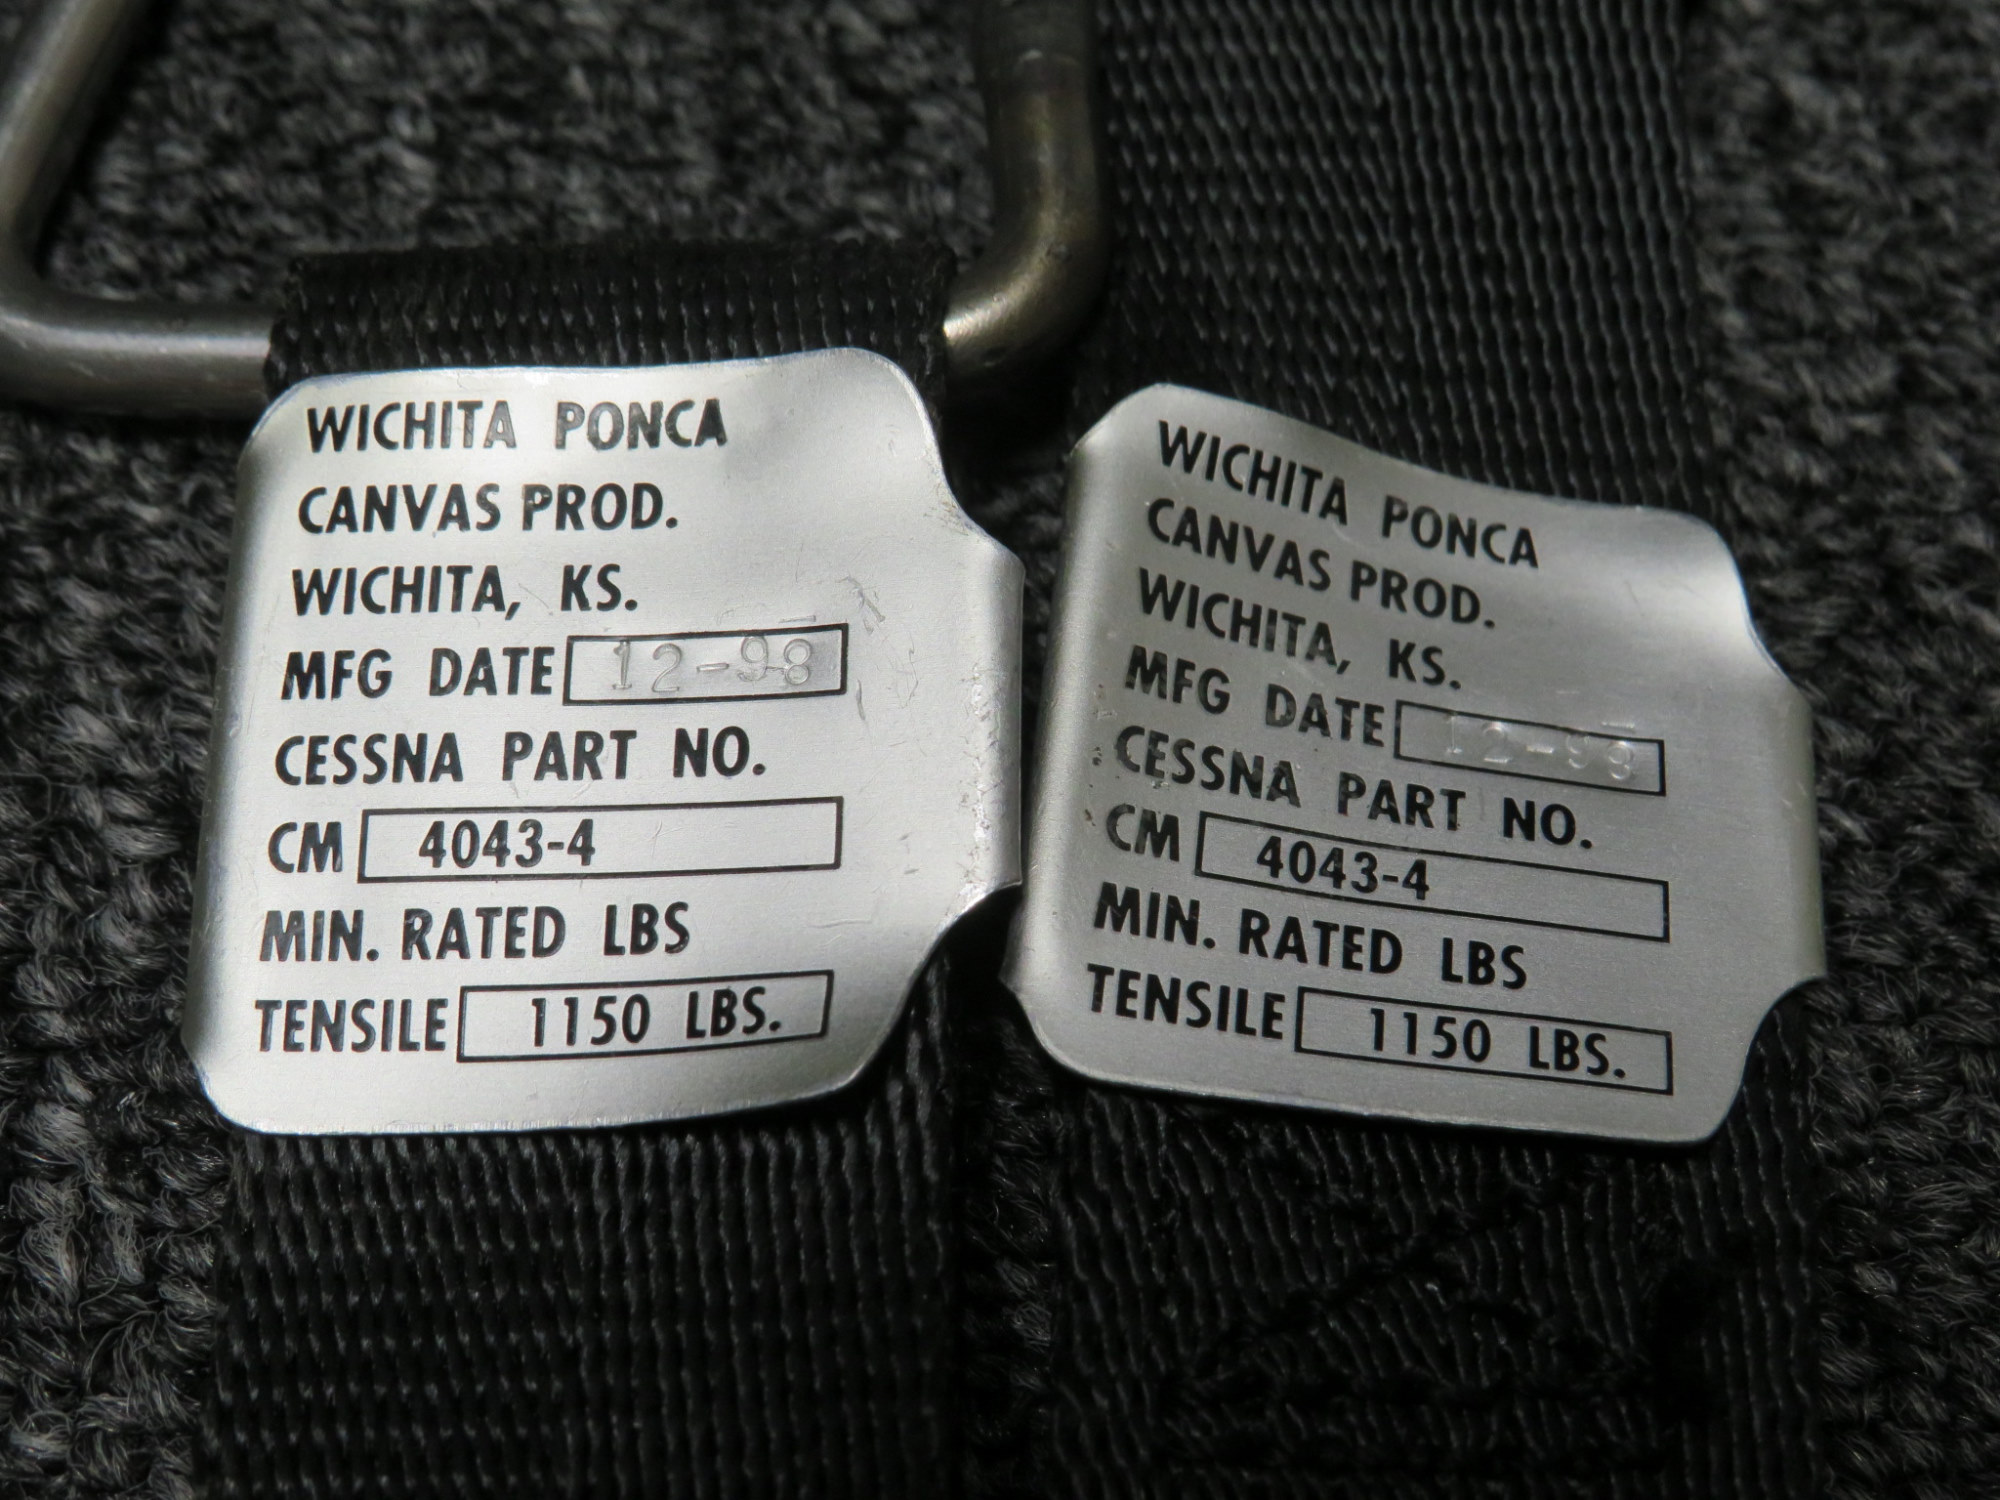 WICHITA PONCA
CANVAS PROD.
WICHITA, KS.
MFG DATE 12-98
CESSNA PART NO.
CM 4043-4
MIN. RATED LBS
TENSILE 1150 LBS.
WICHITA PONCA
CANVAS PROD.
WICHITA, KS.
MFG DATE 12-98
CESSNA PART NO.
CM 4043-4
MIN. RATED LBS
TENSILE 1150 LBS.